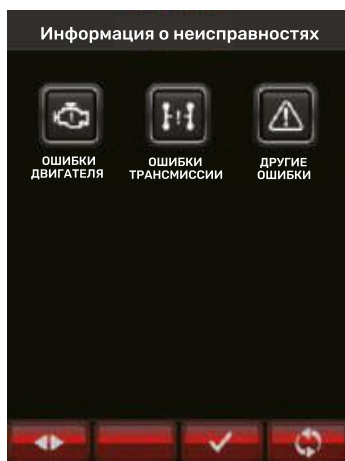 Информация о неисправностях
ОШИБКИ
ДВИГАТЕЛЯ
ОШИБКИ
ТРАНСМИССИИ
ДРУГИЕ
ОШИБКИ